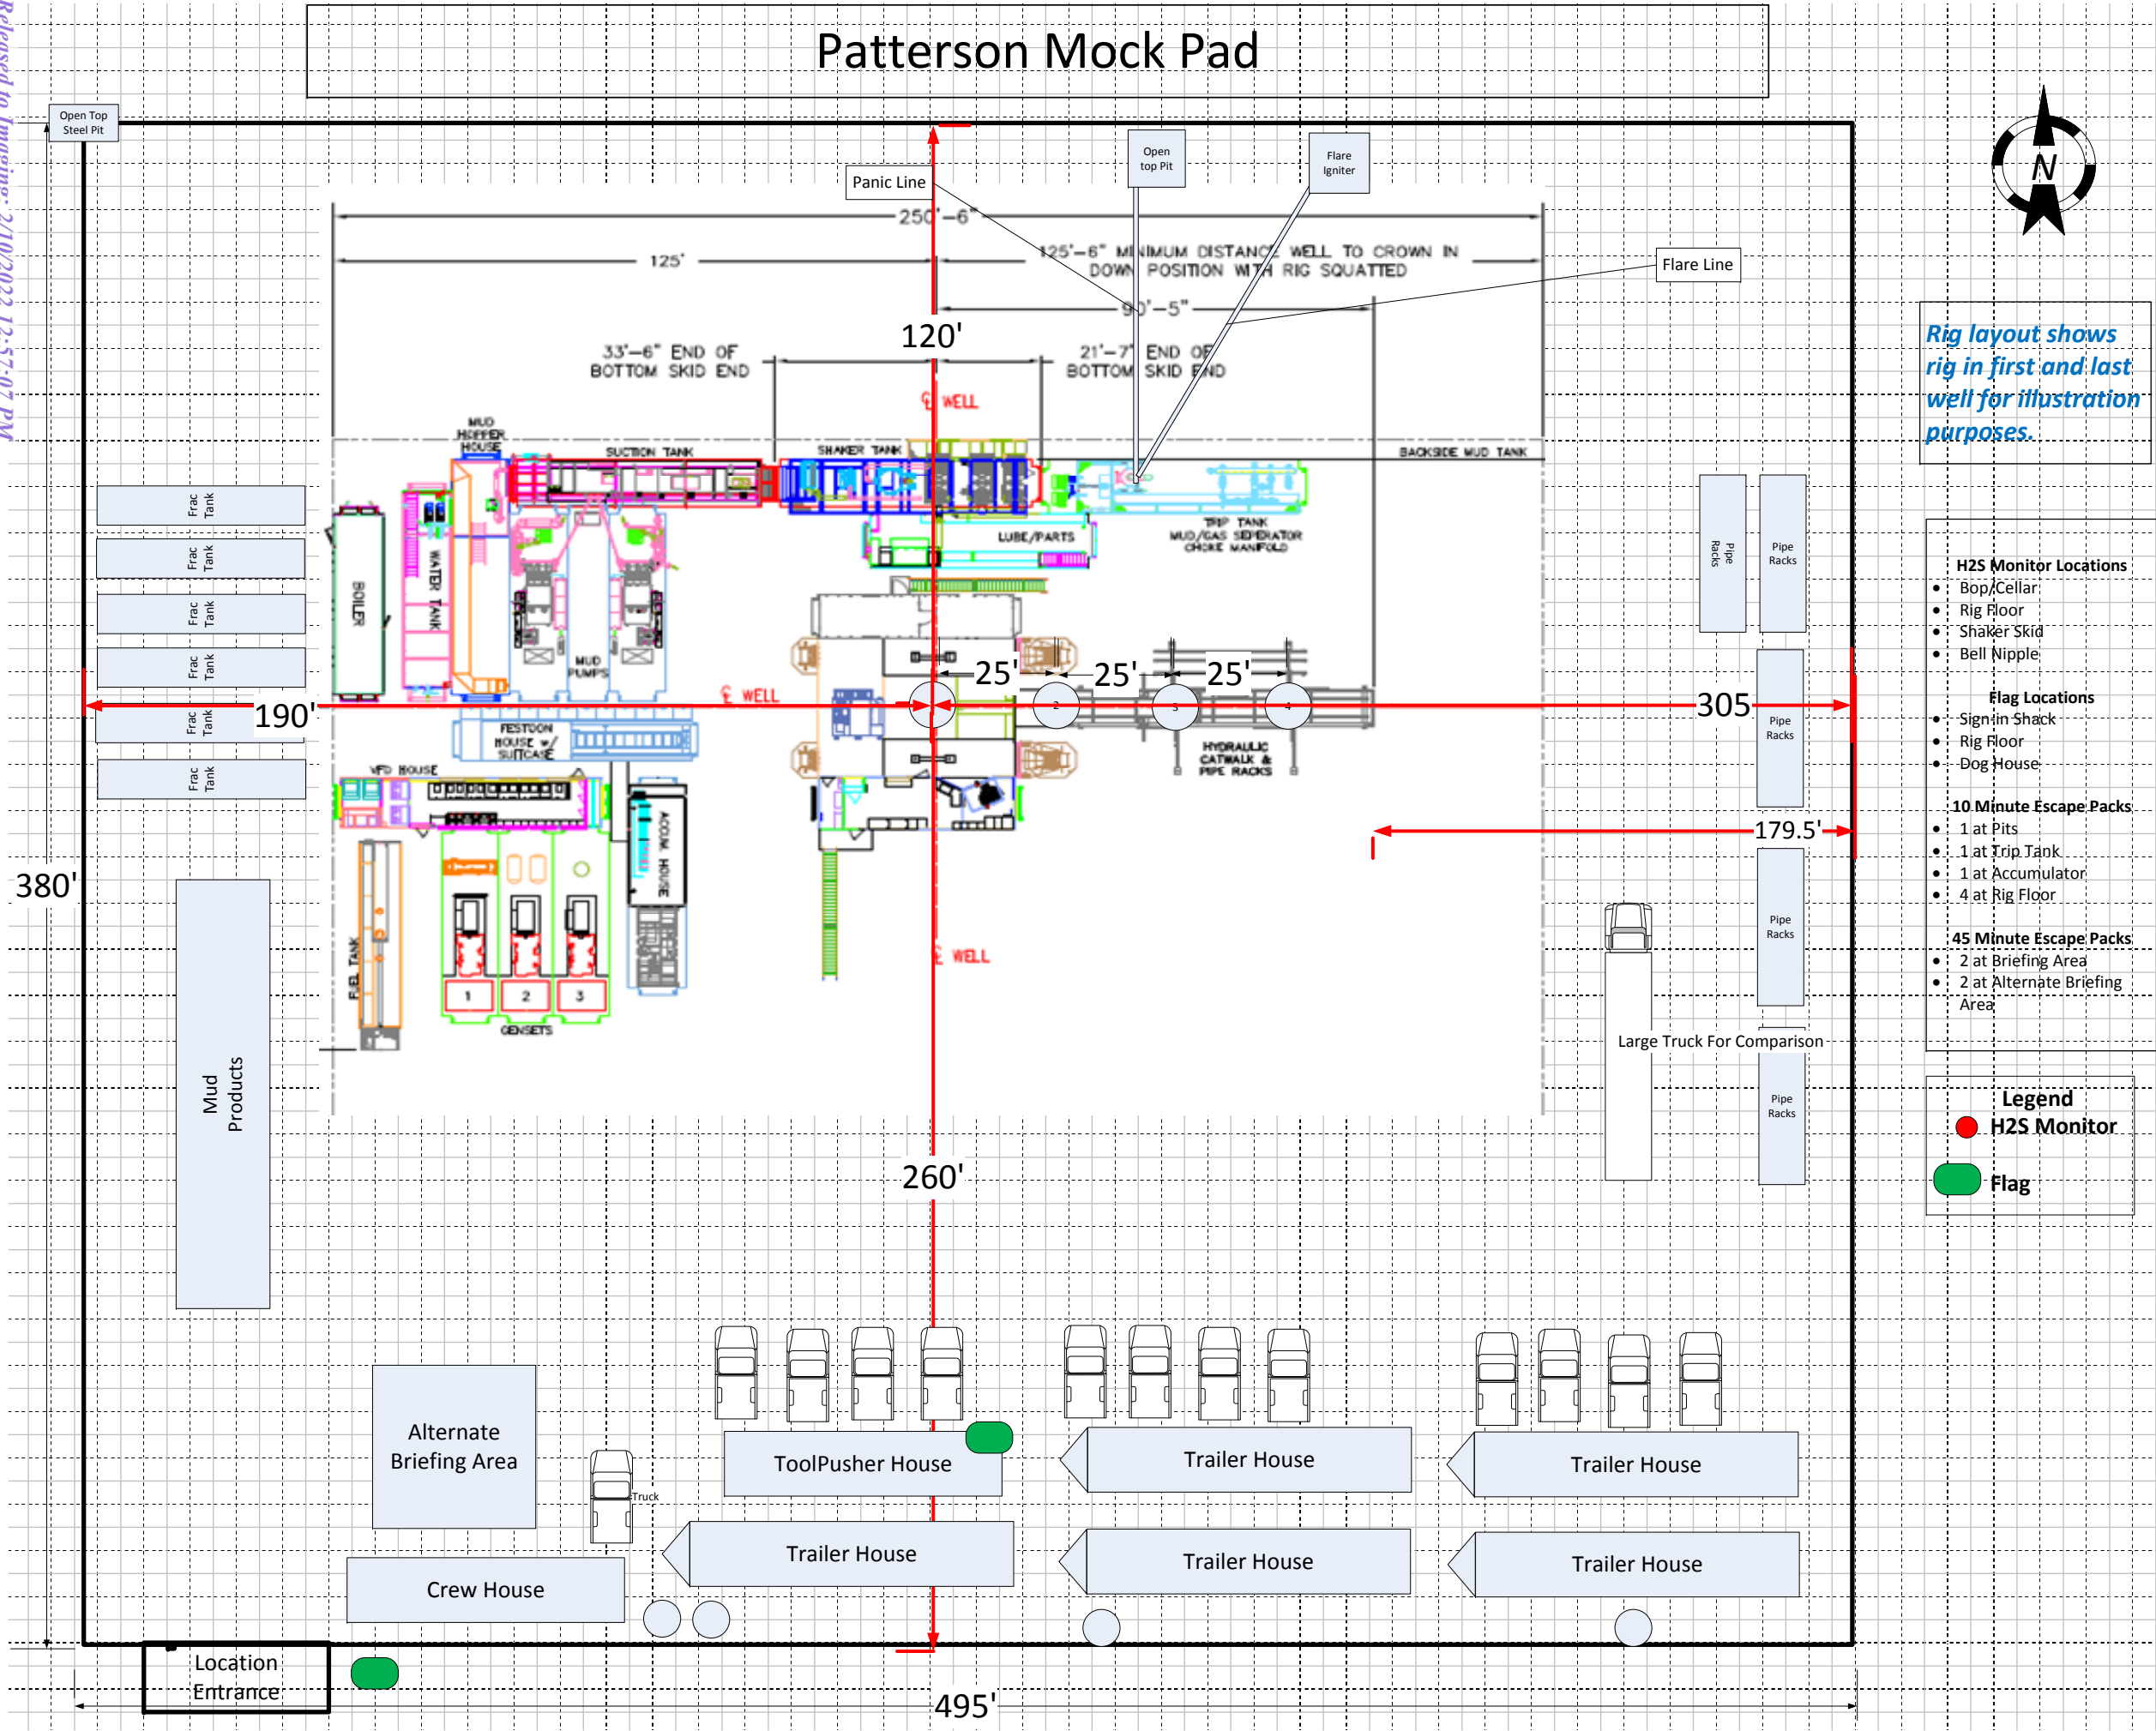 Released to Imaging: 2/10/2022 12:57:07 PM
Patterson Mock Pad
Open Top
Steel Pit
Panic Line
Open
top Pit
Flare
Igniter
N
250'-6"
125'
125'-6" MINIMUM DISTANCE WELL TO CROWN IN
DOWN POSITION WITH RIG SQUATTED
Flare Line
90'-5"
120'
33'-6" END OF
BOTTOM SKID END
21'-7" END OF
BOTTOM SKID END
Rig layout shows
rig in first and last
well for illustration
purposes.
WELL
MUD
HOPPER
HOUSE
SUCTION TANK
SHAKER TANK
BACKSIDE MUD TANK
Frac
Tank
Frac
Tank
Frac
Tank
Frac
Tank
Frac
Tank
Frac
Tank
BOILER
WATER TANK
MUD
PUMPS
LUBE/PARTS
TRIP TANK
MUD/GAS SEPERATOR
CHOKE MANIFOLD
Pipe
Racks
Pipe
Racks
Pipe
Racks
Pipe
Racks
Pipe
Racks
H2S Monitor Locations
• Bop/Cellar
• Rig Floor
• Shaker Skid
• Bell Nipple
Flag Locations
• Sign in Shack
• Rig Floor
• Dog House
10 Minute Escape Packs
• 1 at Pits
• 1 at Trip Tank
• 1 at Accumulator
• 4 at Rig Floor
45 Minute Escape Packs
• 2 at Briefing Area
• 2 at Alternate Briefing
Area
Legend
H2S Monitor
Flag
25'
25'
25'
190'
WELL
2
3
4
305
FESTOON
HOUSE w/
SUITCASE
HYDRAULIC
CATWALK &
PIPE RACKS
VFD HOUSE
179.5'
ACCUM. HOUSE
380'
FUEL TANK
WELL
1
2
3
GENSETS
Large Truck For Comparison
Mud
Products
260'
Alternate
Briefing Area
Truck
ToolPusher House
Trailer House
Trailer House
Crew House
Trailer House
Trailer House
Trailer House
Location
Entrance
495'